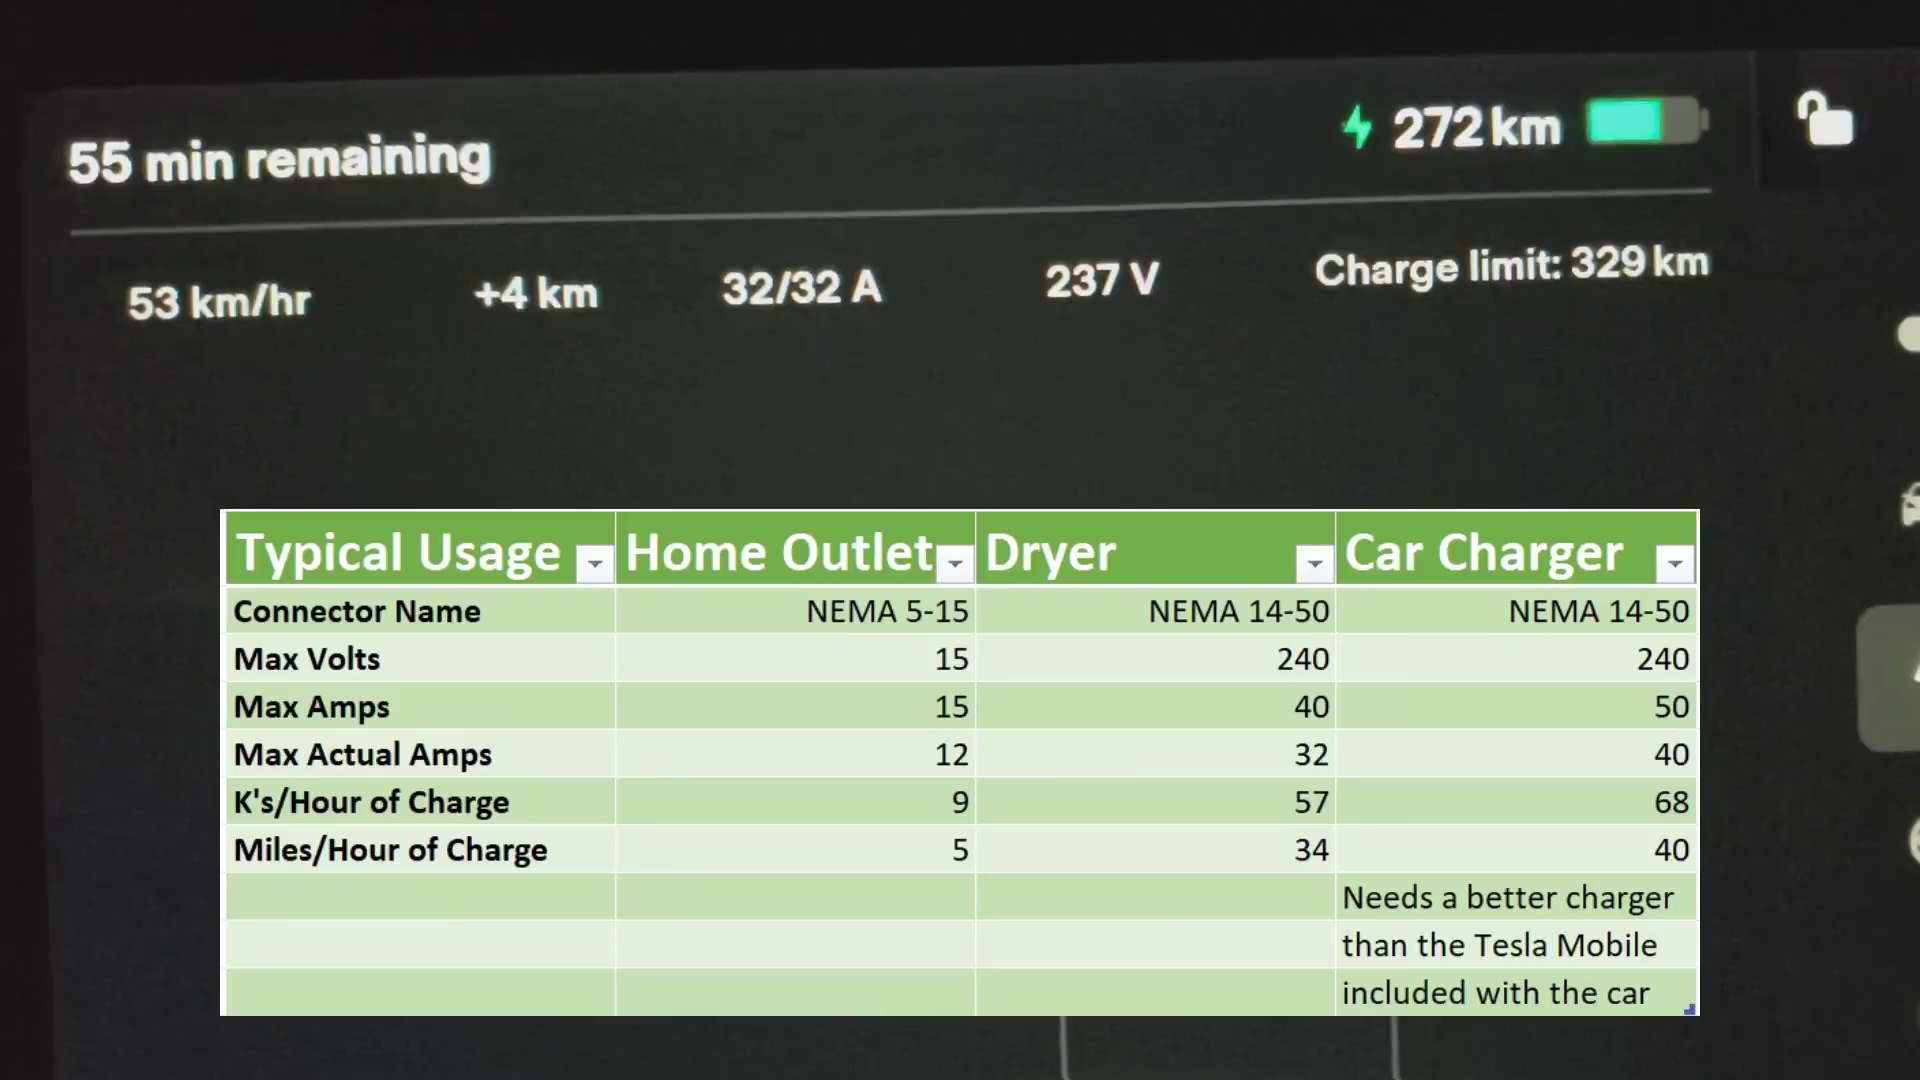 55 min remaining
272 km
53 km/hr +4 km 32/32 A 237 V Charge limit: 329 km
Typical Usage Home Outlet Dryer Car Charger
Connector Name NEMA 5-15 NEMA 14-50 NEMA 14-50
Max Volts 15 240 240
Max Amps 15 40 50
Max Actual Amps 12 32 40
K's/Hour of Charge 9 57 68
Miles/Hour of Charge 5 34 40
Needs a better charger
than the Tesla Mobile
included with the car